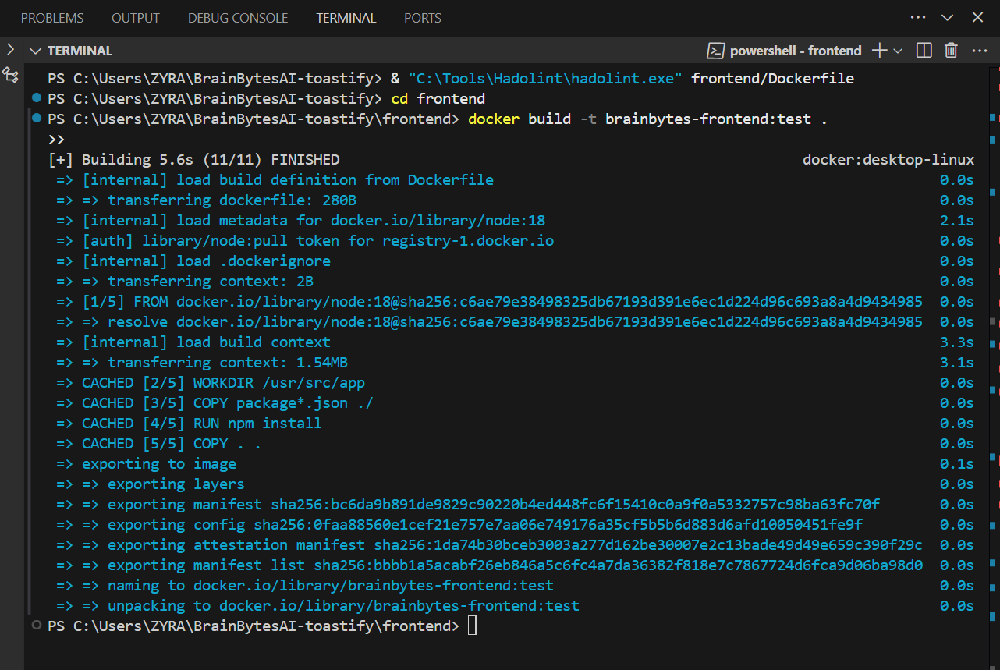 PROBLEMS OUTPUT DEBUG CONSOLE TERMINAL PORTS
TERMINAL powershell - frontend
PS C:\Users\ZYRA\BrainBytesAI-toastify> & "C:\Tools\Hadolint\hadolint.exe" frontend/Dockerfile
PS C:\Users\ZYRA\BrainBytesAI-toastify> cd frontend
PS C:\Users\ZYRA\BrainBytesAI-toastify\frontend> docker build -t brainbytes-frontend:test .
>>
[+] Building 5.6s (11/11) FINISHED docker:desktop-linux
=> [internal] load build definition from Dockerfile 0.0s
=> => transferring dockerfile: 280B 0.0s
=> [internal] load metadata for docker.io/library/node:18 2.1s
=> [auth] library/node:pull token for registry-1.docker.io 0.0s
=> [internal] load .dockerignore 0.0s
=> => transferring context: 2B 0.0s
=> [1/5] FROM docker.io/library/node:18@sha256:c6ae79e38498325db67193d391e6ec1d224d96c693a8a4d9434985 0.0s
=> => resolve docker.io/library/node:18@sha256:c6ae79e38498325db67193d391e6ec1d224d96c693a8a4d9434985 0.0s
=> [internal] load build context 3.3s
=> => transferring context: 1.54MB 3.1s
=> CACHED [2/5] WORKDIR /usr/src/app 0.0s
=> CACHED [3/5] COPY package*.json ./ 0.0s
=> CACHED [4/5] RUN npm install 0.0s
=> CACHED [5/5] COPY . . 0.0s
=> exporting to image 0.1s
=> => exporting layers 0.0s
=> => exporting manifest sha256:bc6da9b891de9829c90220b4ed448fc6f15410c0a9f0a5332757c98ba63fc70f 0.0s
=> => exporting config sha256:0faa88560e1cef21e757e7aa06e749176a35cf5b5b6d883d6afd10050451fe9f 0.0s
=> => exporting attestation manifest sha256:1da74b30bceb3003a277d162be30007e2c13bade49d49e659c390f29c 0.0s
=> => exporting manifest list sha256:bbbb1a5acabf26eb846a5c6fc4a7da36382f818e7c7867724d6fca9d06ba98d0 0.0s
=> => naming to docker.io/library/brainbytes-frontend:test 0.0s
=> => unpacking to docker.io/library/brainbytes-frontend:test 0.0s
PS C:\Users\ZYRA\BrainBytesAI-toastify\frontend>